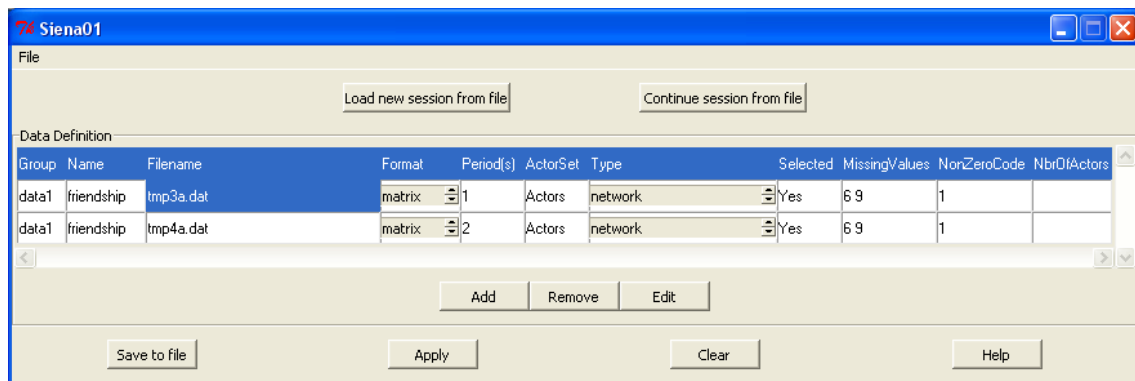 Siena01
File
Load new session from file Continue session from file
Data Definition
Group Name Filename Format Period(s) ActorSet Type Selected MissingValues NonZeroCode NbrOfActors
data1 friendship tmp3a.dat matrix 1 Actors network Yes 6 9 1
data1 friendship tmp4a.dat matrix 2 Actors network Yes 6 9 1
Add Remove Edit
Save to file Apply Clear Help